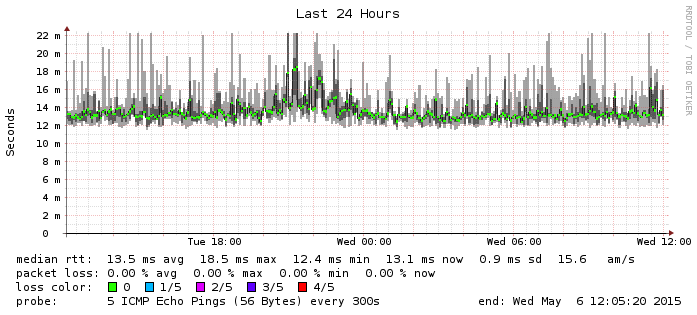 Last 24 Hours
RRDTOOL / TOBI OETIKER
Seconds
22 m
20 m
18 m
16 m
14 m
12 m
10 m
8 m
6 m
4 m
2 m
0
Tue 18:00 Wed 00:00 Wed 06:00 Wed 12:00
median rtt: 13.5 ms avg 18.5 ms max 12.4 ms min 13.1 ms now 0.9 ms sd 15.6 am/s
packet loss: 0.00 % avg 0.00 % max 0.00 % min 0.00 % now
loss color: 0 1/5 2/5 3/5 4/5
probe: 5 ICMP Echo Pings (56 Bytes) every 300s end: Wed May 6 12:05:20 2015